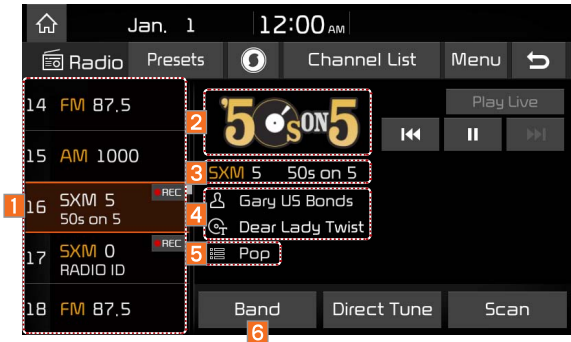 Jan. 1 12:00 AM
Radio Presets Channel List Menu
14 FM 87.5
15 AM 1000
1 16 SXM 5 REC
50s on 5
17 SXM 0 REC
RADIO ID
18 FM 87.5
2 '50s ON 5
Play Live
3 SXM 5 50s on 5
4 Gary US Bonds
Dear Lady Twist
5 Pop
Band Direct Tune Scan
6